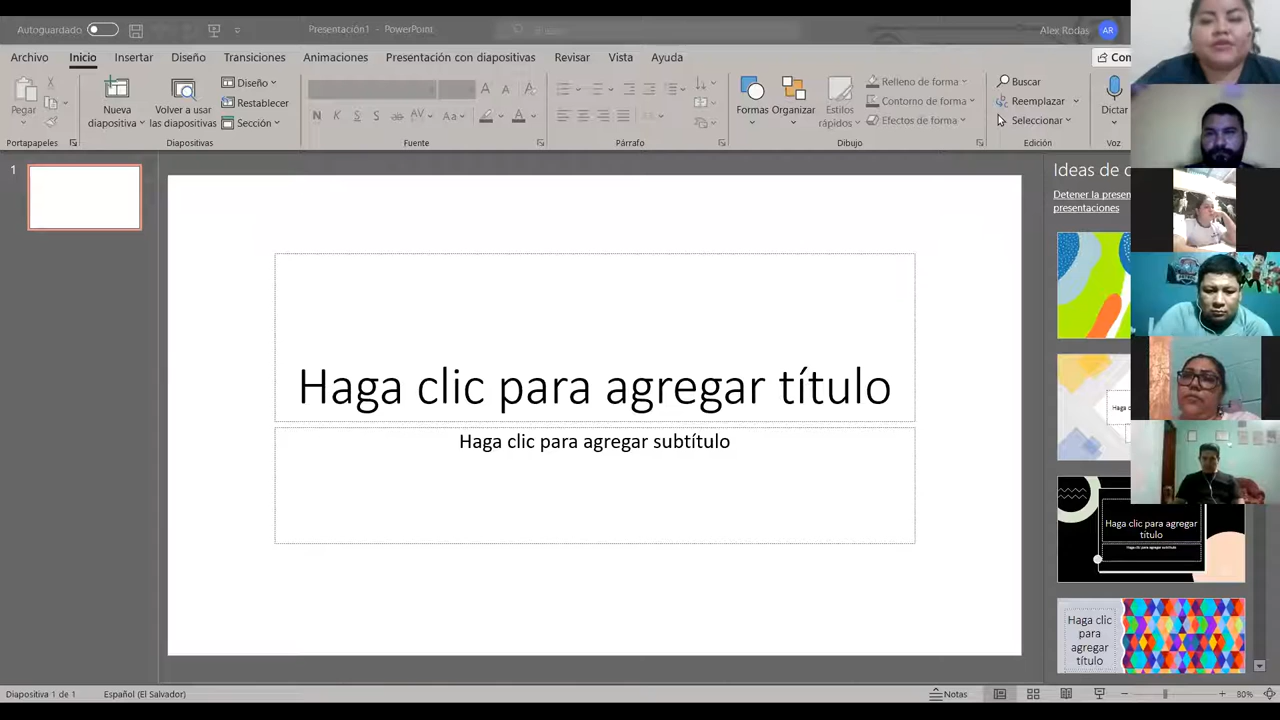 Autoguardado
Presentación1 - PowerPoint
Alex Rodas
AR
Archivo
Inicio
Insertar
Diseño
Transiciones
Animaciones
Presentación con diapositivas
Revisar
Vista
Ayuda
Pegar
Nueva
diapositiva
Volver a usar
las diapositivas
Diseño
Restablecer
Sección
N
K
S
S
ab
AV
Aa
A
Formas
Organizar
Estilos
rápidos
Relleno de forma
Contorno de forma
Efectos de forma
Buscar
Reemplazar
Seleccionar
Dictar
Portapapeles
Diapositivas
Fuente
Párrafo
Dibujo
Edición
Voz
1
Haga clic para agregar título
Haga clic para agregar subtítulo
Ideas de
Detener la
presentaciones
Haga clic para agregar
título
Haga clic para agregar subtítulo
Haga clic
para
agregar
título
Diapositiva 1 de 1
Español (El Salvador)
Notas
80%